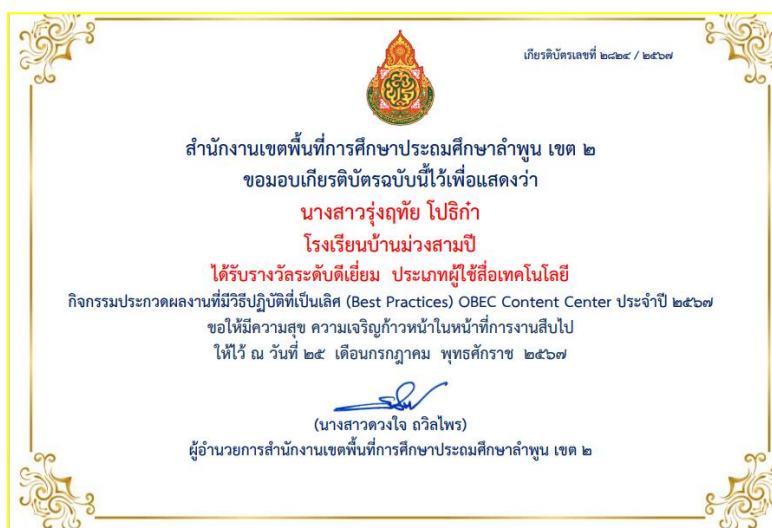 เกียรติบัตรเลขที่ ๒๘๒๔ / ๒๕๖๗
สำนักงานเขตพื้นที่การศึกษาประถมศึกษาลำพูน เขต ๒
ขอมอบเกียรติบัตรฉบับนี้ไว้เพื่อแสดงว่า
นางสาวรุ่งฤทัย โปธิก๋า
โรงเรียนบ้านม่วงสามปี
ได้รับรางวัลระดับดีเยี่ยม ประเภทผู้ใช้สื่อเทคโนโลยี
กิจกรรมประกวดผลงานที่มีวิธีปฏิบัติที่เป็นเลิศ (Best Practices) OBEC Content Center ประจำปี ๒๕๖๗
ขอให้มีความสุข ความเจริญก้าวหน้าในหน้าที่การงานสืบไป
ให้ไว้ ณ วันที่ ๒๕ เดือนกรกฎาคม พุทธศักราช ๒๕๖๗
(นางสาวดวงใจ ถวิลไพร)
ผู้อำนวยการสำนักงานเขตพื้นที่การศึกษาประถมศึกษาลำพูน เขต ๒